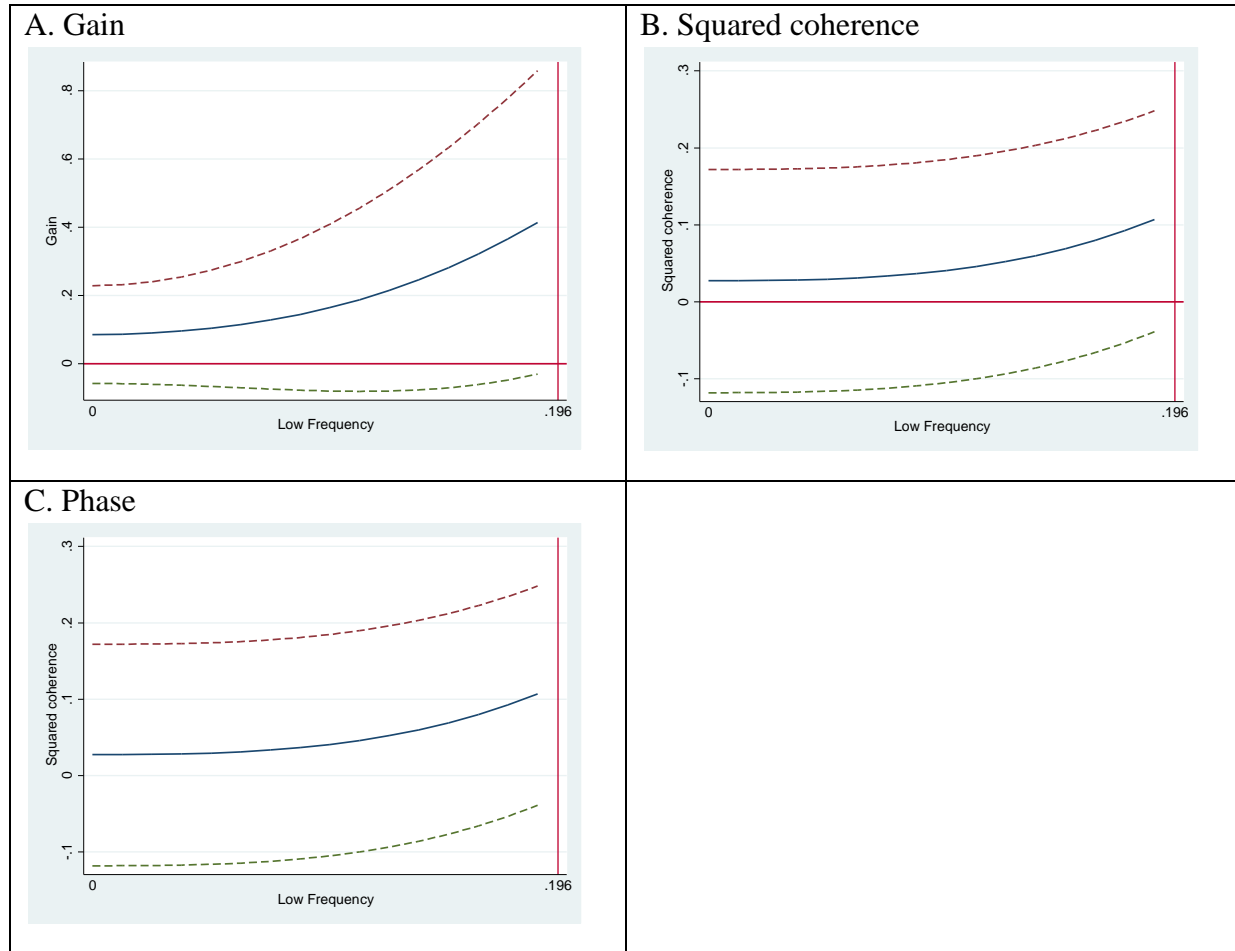 A. Gain
.8
.6
.4
.2
0
Gain
0
.196
Low Frequency
B. Squared coherence
.3
.2
.1
0
-.1
Squared coherence
0
.196
Low Frequency
C. Phase
.3
.2
.1
0
-.1
Squared coherence
0
.196
Low Frequency